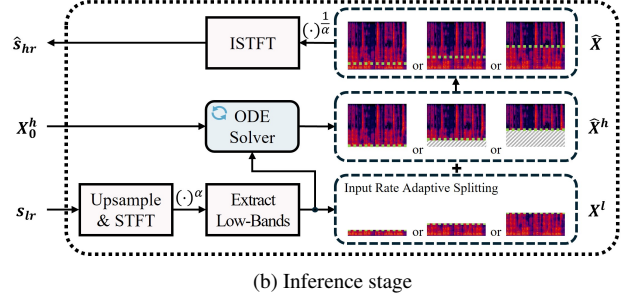 ŝ_hr
ISTFT
(·)^{1/α}
or
or
X̂
X_0^h
ODE
Solver
or
or
X̂^h
+
s_lr
Upsample
& STFT
(·)^α
Extract
Low-Bands
Input Rate Adaptive Splitting
or
or
X^l
(b) Inference stage